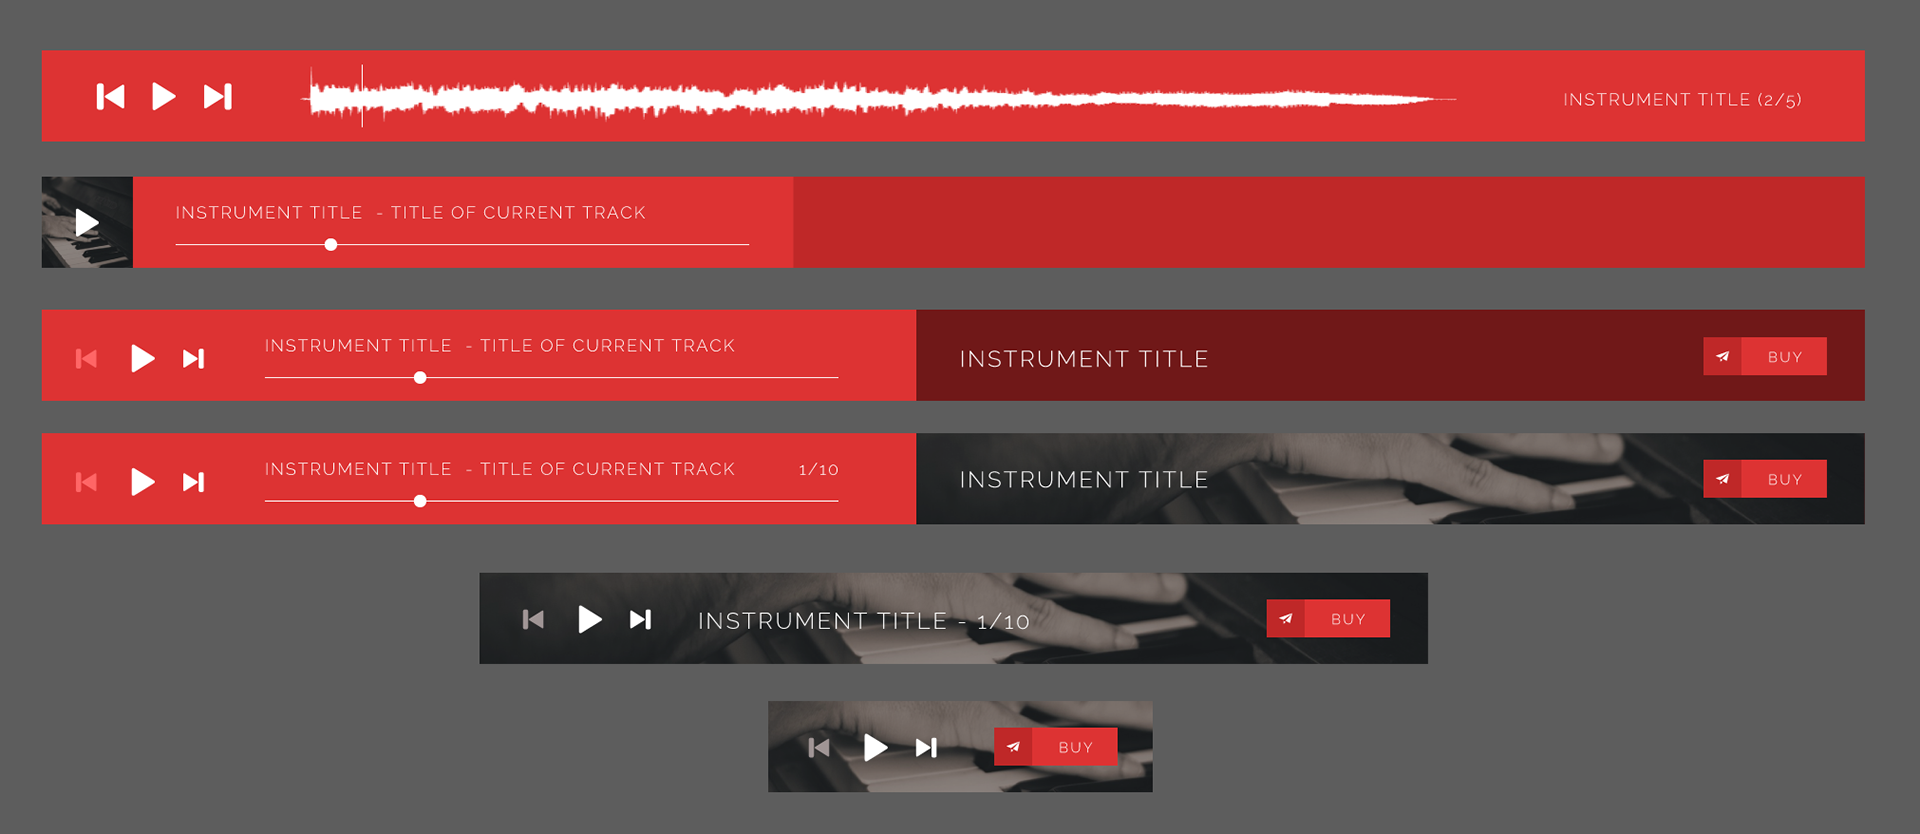 INSTRUMENT TITLE (2/5)
INSTRUMENT TITLE - TITLE OF CURRENT TRACK
INSTRUMENT TITLE - TITLE OF CURRENT TRACK
INSTRUMENT TITLE
BUY
INSTRUMENT TITLE - TITLE OF CURRENT TRACK 1/10
INSTRUMENT TITLE
BUY
INSTRUMENT TITLE - 1/10
BUY
BUY